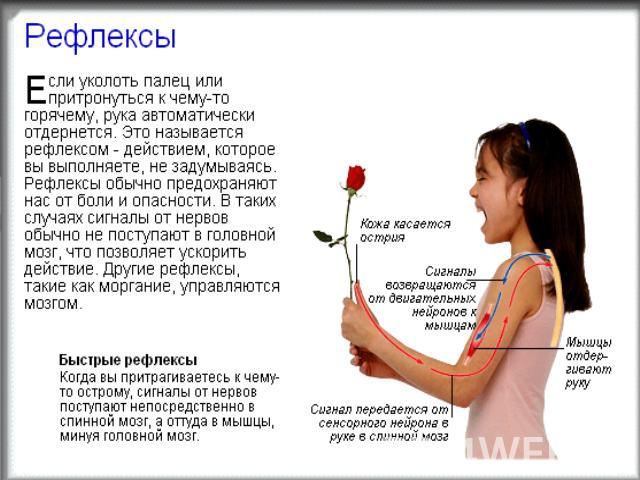 Рефлексы
Если уколоть палец или
притронуться к чему-то
горячему, рука автоматически
отдернется. Это называется
рефлексом - действием, которое
вы выполняете, не задумываясь.
Рефлексы обычно предохраняют
нас от боли и опасности. В таких
случаях сигналы от нервов
обычно не поступают в головной
мозг, что позволяет ускорить
действие. Другие рефлексы,
такие как моргание, управляются
мозгом.
Быстрые рефлексы
Когда вы притрагиваетесь к чему-
то острому, сигналы от нервов
поступают непосредственно в
спинной мозг, а оттуда в мышцы,
минуя головной мозг.
Кожа касается
острия
Сигналы
возвращаются
от двигательных
нейронов к
мышцам
Мышцы
отдер-
гивают
руку
Сигнал передается от
сенсорного нейрона в
руке в спинной мозг